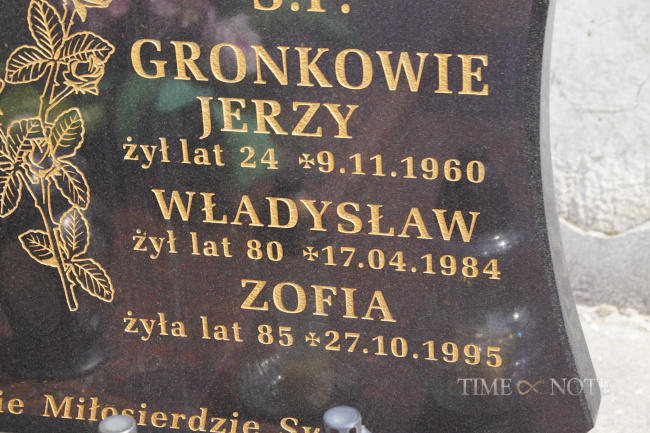 Ś.P.
GRONKOWIE
JERZY
żył lat 24 ✠9.11.1960
WŁADYSŁAW
żył lat 80 ✠17.04.1984
ZOFIA
żyła lat 85 ✠27.10.1995
Miłosierdzie
TIME NOTE